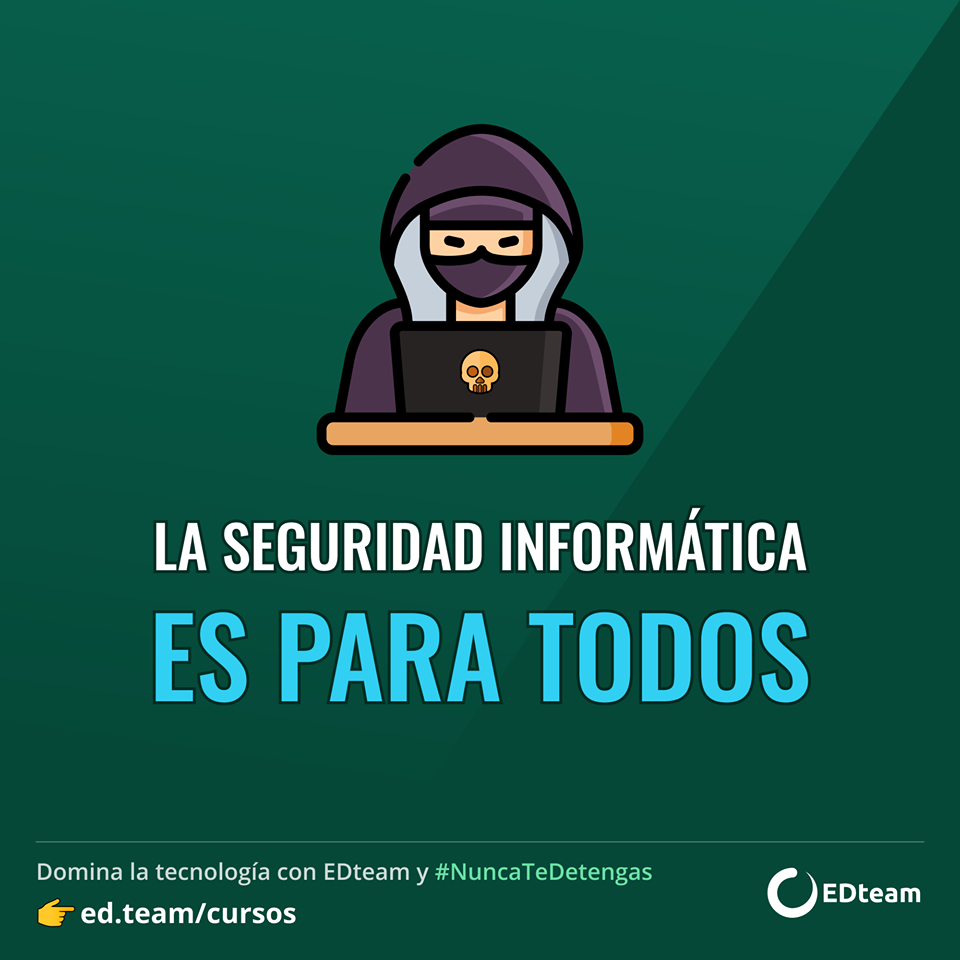 LA SEGURIDAD INFORMÁTICA
ES PARA TODOS
Domina la tecnología con EDteam y #NuncaTeDetengas
ed.team/cursos
EDteam